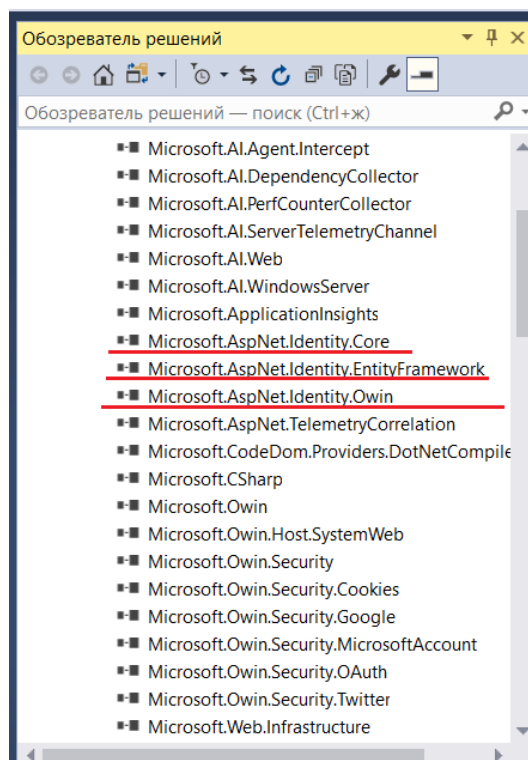 Обозреватель решений
Обозреватель решений — поиск (Ctrl+ж)
Microsoft.AI.Agent.Intercept
Microsoft.AI.DependencyCollector
Microsoft.AI.PerfCounterCollector
Microsoft.AI.ServerTelemetryChannel
Microsoft.AI.Web
Microsoft.AI.WindowsServer
Microsoft.ApplicationInsights
Microsoft.AspNet.Identity.Core
Microsoft.AspNet.Identity.EntityFramework
Microsoft.AspNet.Identity.Owin
Microsoft.AspNet.TelemetryCorrelation
Microsoft.CodeDom.Providers.DotNetCompile
Microsoft.CSharp
Microsoft.Owin
Microsoft.Owin.Host.SystemWeb
Microsoft.Owin.Security
Microsoft.Owin.Security.Cookies
Microsoft.Owin.Security.Google
Microsoft.Owin.Security.MicrosoftAccount
Microsoft.Owin.Security.OAuth
Microsoft.Owin.Security.Twitter
Microsoft.Web.Infrastructure